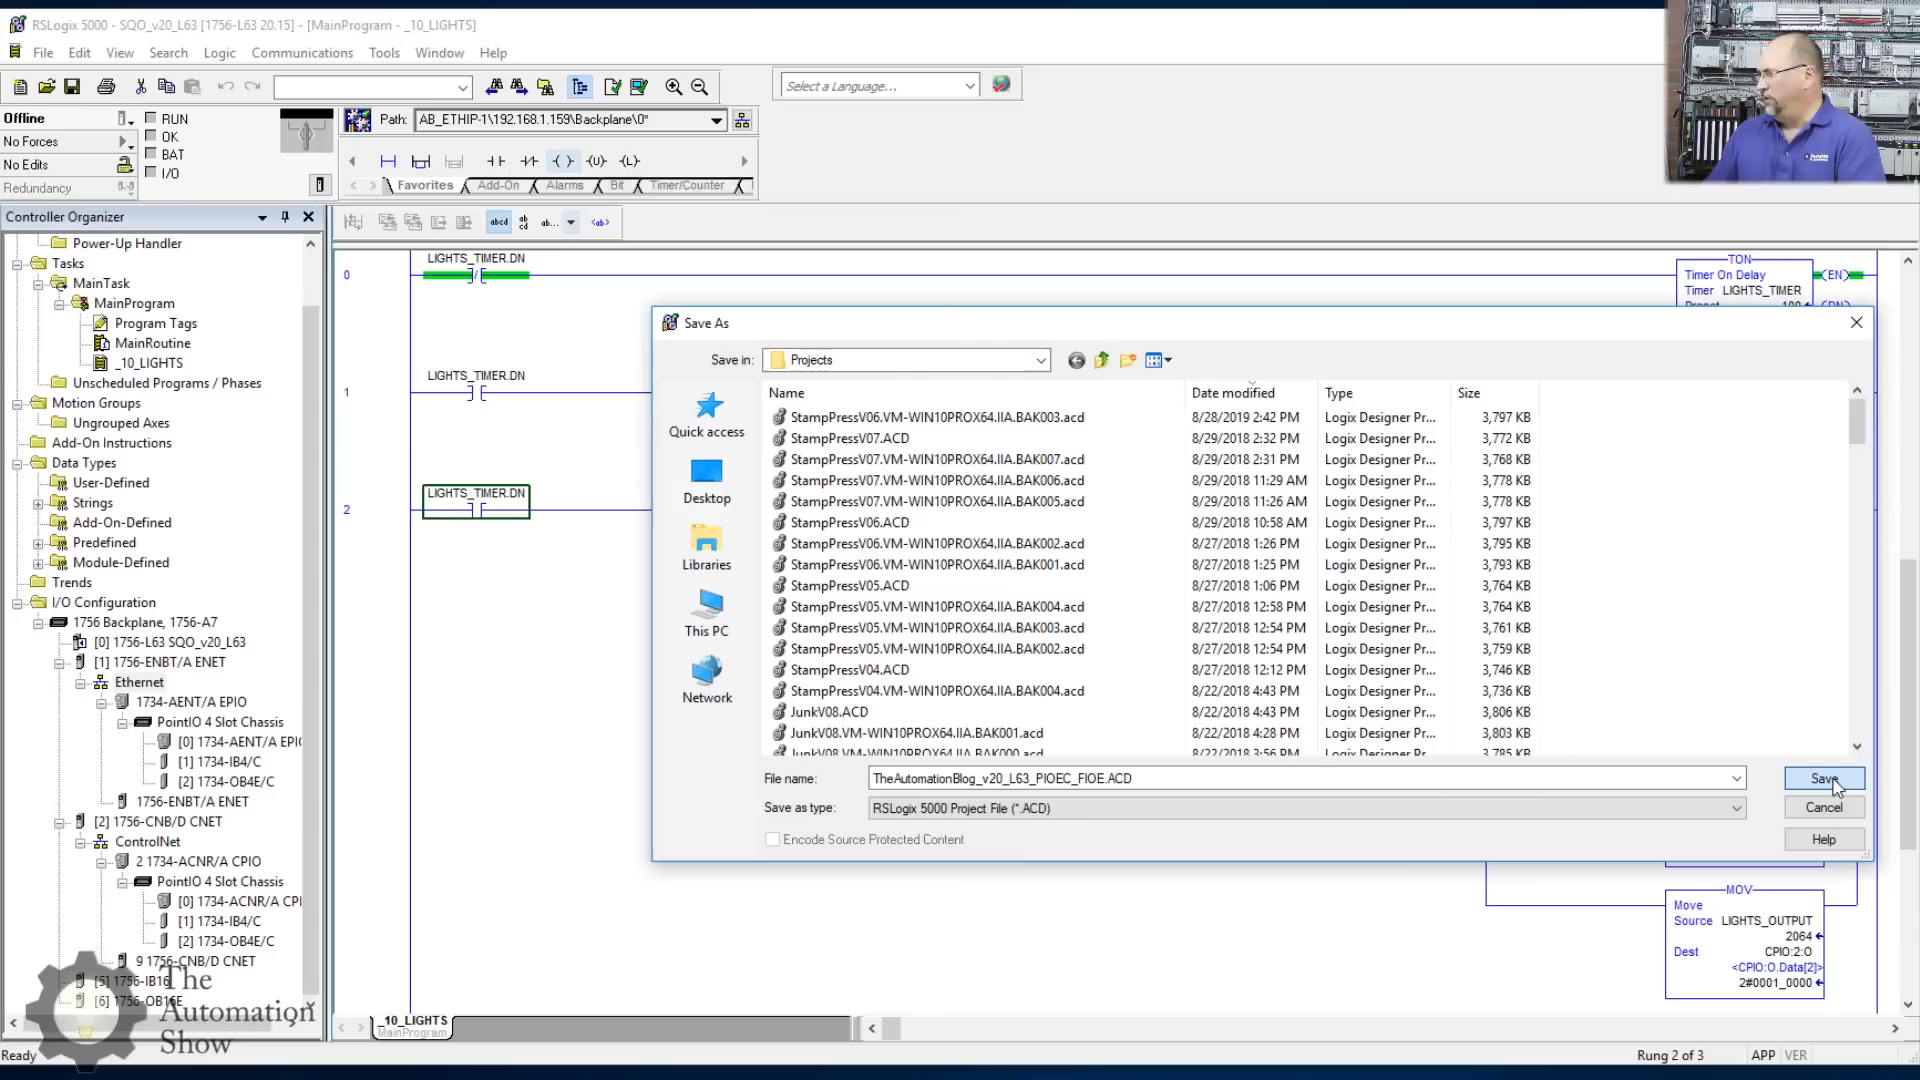 RSLogix 5000 - SQO_v20_L63 [1756-L63 20.15] - [MainProgram - _10_LIGHTS]
File Edit View Search Logic Communications Tools Window Help
Select a Language...
Offline
RUN
No Forces
OK
No Edits
BAT
Redundancy
I/O
Path: AB_ETHIP-1\192.168.1.159\Backplane\0*
Favorites Add-On Alarms Bit Timer/Counter
Controller Organizer
Power-Up Handler
Tasks
MainTask
MainProgram
Program Tags
MainRoutine
_10_LIGHTS
Unscheduled Programs / Phases
Motion Groups
Ungrouped Axes
Add-On Instructions
Data Types
User-Defined
Strings
Add-On-Defined
Predefined
Module-Defined
Trends
I/O Configuration
1756 Backplane, 1756-A7
[0] 1756-L63 SQO_v20_L63
[1] 1756-ENBT/A ENET
Ethernet
1734-AENT/A EPIO
PointIO 4 Slot Chassis
[0] 1734-AENT/A EPIC
[1] 1734-IB4/C
[2] 1734-OB4E/C
1756-ENBT/A ENET
[2] 1756-CNB/D CNET
ControlNet
2 1734-ACNR/A CPIO
PointIO 4 Slot Chassis
[0] 1734-ACNR/A CPI
[1] 1734-IB4/C
[2] 1734-OB4E/C
9 1756-CNB/D CNET
[5] 1756-IB16
[6] 1756-OB16E
The
Automation
Show
0
LIGHTS_TIMER.DN
TON
Timer On Delay
(EN)
Timer LIGHTS_TIMER
1
LIGHTS_TIMER.DN
2
LIGHTS_TIMER.DN
Save As
Save in: Projects
Quick access
Desktop
Libraries
This PC
Network
Name Date modified Type Size
StampPressV06.VM-WIN10PROX64.IIA.BAK003.acd 8/28/2019 2:42 PM Logix Designer Pr... 3,797 KB
StampPressV07.ACD 8/29/2018 2:32 PM Logix Designer Pr... 3,772 KB
StampPressV07.VM-WIN10PROX64.IIA.BAK007.acd 8/29/2018 2:31 PM Logix Designer Pr... 3,768 KB
StampPressV07.VM-WIN10PROX64.IIA.BAK006.acd 8/29/2018 11:29 AM Logix Designer Pr... 3,778 KB
StampPressV07.VM-WIN10PROX64.IIA.BAK005.acd 8/29/2018 11:26 AM Logix Designer Pr... 3,778 KB
StampPressV06.ACD 8/29/2018 10:58 AM Logix Designer Pr... 3,797 KB
StampPressV06.VM-WIN10PROX64.IIA.BAK002.acd 8/27/2018 1:26 PM Logix Designer Pr... 3,795 KB
StampPressV06.VM-WIN10PROX64.IIA.BAK001.acd 8/27/2018 1:25 PM Logix Designer Pr... 3,793 KB
StampPressV05.ACD 8/27/2018 1:06 PM Logix Designer Pr... 3,764 KB
StampPressV05.VM-WIN10PROX64.IIA.BAK004.acd 8/27/2018 12:58 PM Logix Designer Pr... 3,764 KB
StampPressV05.VM-WIN10PROX64.IIA.BAK003.acd 8/27/2018 12:54 PM Logix Designer Pr... 3,761 KB
StampPressV05.VM-WIN10PROX64.IIA.BAK002.acd 8/27/2018 12:54 PM Logix Designer Pr... 3,759 KB
StampPressV04.ACD 8/27/2018 12:12 PM Logix Designer Pr... 3,746 KB
StampPressV04.VM-WIN10PROX64.IIA.BAK004.acd 8/22/2018 4:43 PM Logix Designer Pr... 3,736 KB
JunkV08.ACD 8/22/2018 4:43 PM Logix Designer Pr... 3,806 KB
JunkV08.VM-WIN10PROX64.IIA.BAK001.acd 8/22/2018 4:28 PM Logix Designer Pr... 3,803 KB
JunkV08.VM-WIN10PROX64.IIA.BAK000.acd 8/22/2018 3:56 PM Logix Designer Pr... 3,785 KB
File name: TheAutomationBlog_v20_L63_PIOEC_FIOE.ACD Save
Save as type: RSLogix 5000 Project File (*.ACD) Cancel
Encode Source Protected Content Help
MOV
Move
Source LIGHTS_OUTPUT
2064
Dest CPIO:2:O
<CPIO:O.Data[2]>
2#0001_0000
_10_LIGHTS
MainProgram
Ready
Rung 2 of 3 APP VER